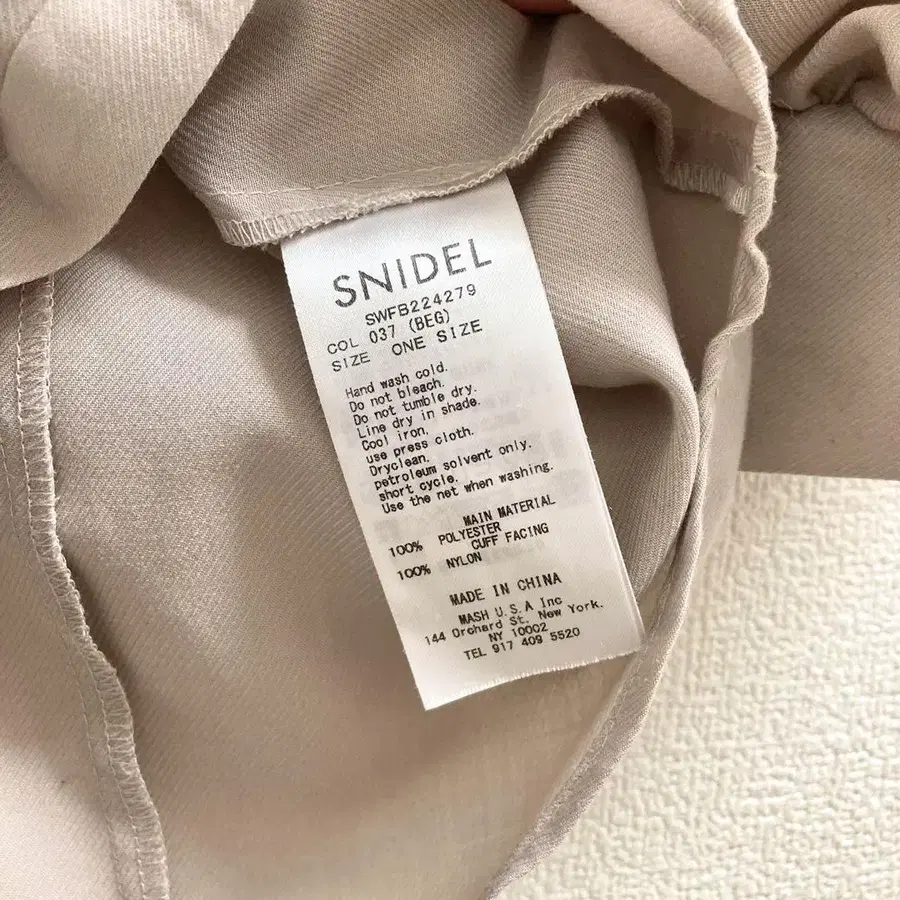 SNIDEL
SWFB224279
COL 037 (BEG)
SIZE ONE SIZE
Hand wash cold.
Do not bleach.
Do not tumble dry.
Line dry in shade.
Cool iron.
use press cloth.
Dryclean.
petroleum solvent only.
short cycle.
Use the net when washing.
MAIN MATERIAL
100% POLYESTER
CUFF FACING
100% NYLON
MADE IN CHINA
MASH U.S.A Inc
144 Orchard St. New York.
NY 10002
TEL 917 409 5520